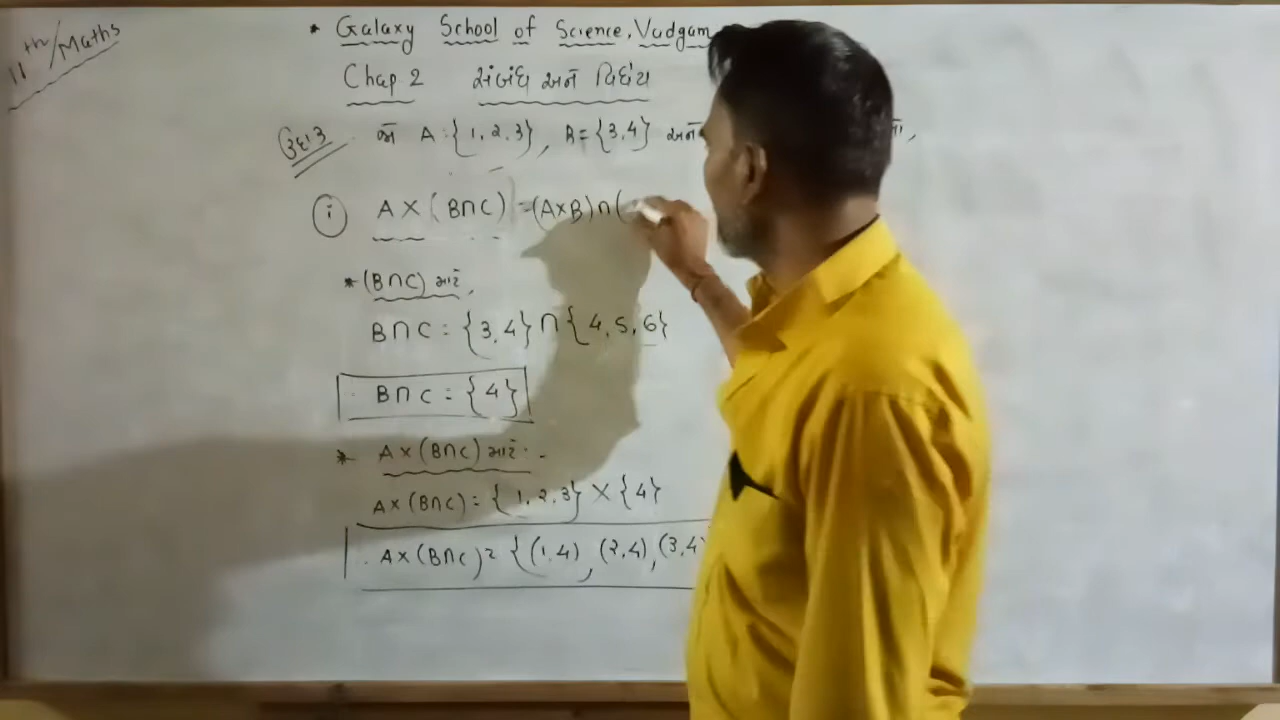 11th/Maths
* Galaxy School of Science, Vadgam
Chap 2 સંબંધ અને વિધેય
ઉદા 3 જો A = {1, 2, 3}, B = {3, 4} અને
(i) A × (B∩C) = (A×B)∩(
* (B∩C) માટે,
B∩C = {3, 4} ∩ {4, 5, 6}
B∩C = {4}
* A × (B∩C) માટે -
A × (B∩C) = {1, 2, 3} × {4}
A × (B∩C) = {(1, 4), (2, 4), (3, 4)